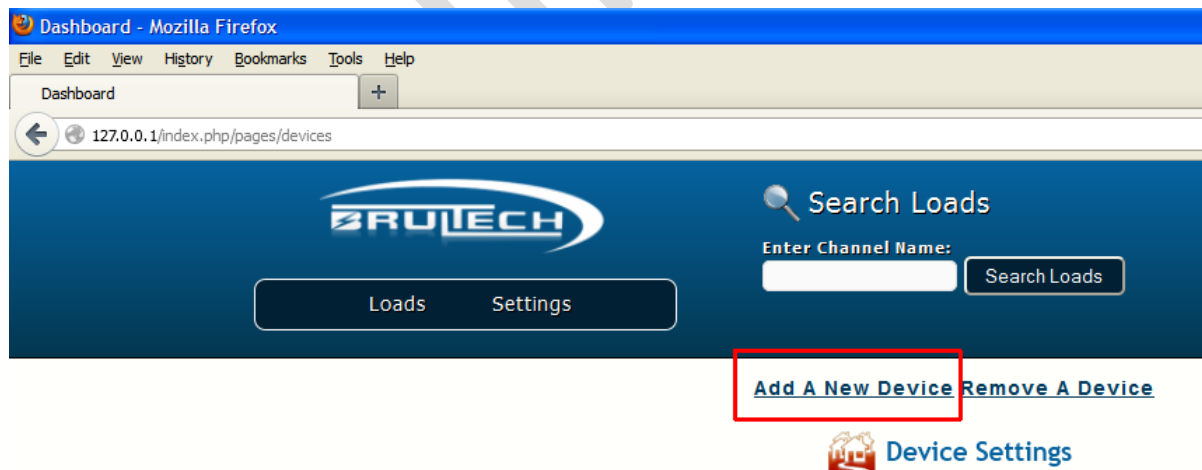 Dashboard - Mozilla Firefox
File Edit View History Bookmarks Tools Help
Dashboard +
127.0.0.1/index.php/pages/devices
BRULTECH
Search Loads
Enter Channel Name:
Search Loads
Loads Settings
Add A New Device Remove A Device
Device Settings